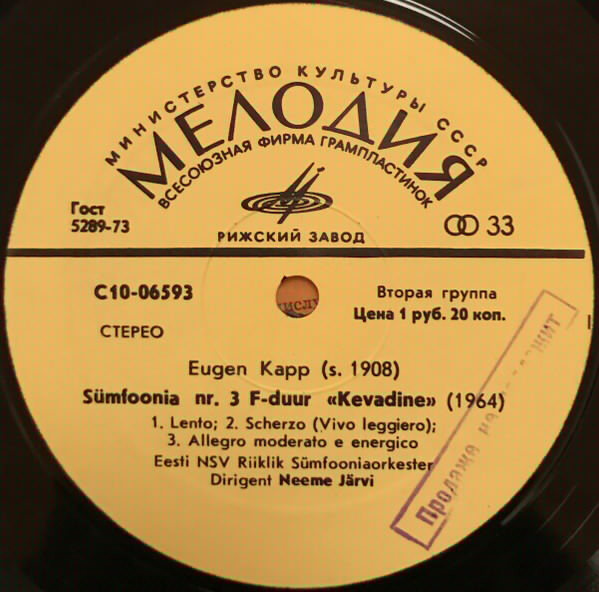 МИНИСТЕРСТВО КУЛЬТУРЫ СССР
МЕЛОДИЯ
ВСЕСОЮЗНАЯ ФИРМА ГРАМПЛАСТИНОК
Гост
5289-73
33
РИЖСКИЙ ЗАВОД
С10-06593
Вторая группа
Цена 1 руб. 20 коп.
СТЕРЕО
Eugen Kapp (s. 1908)
Sümfoonia nr. 3 F-duur «Kevadine» (1964)
1. Lento; 2. Scherzo (Vivo leggiero);
3. Allegro moderato e energico
Eesti NSV Riiklik Sümfooniaorkester
Dirigent Neeme Järvi
Продажа не